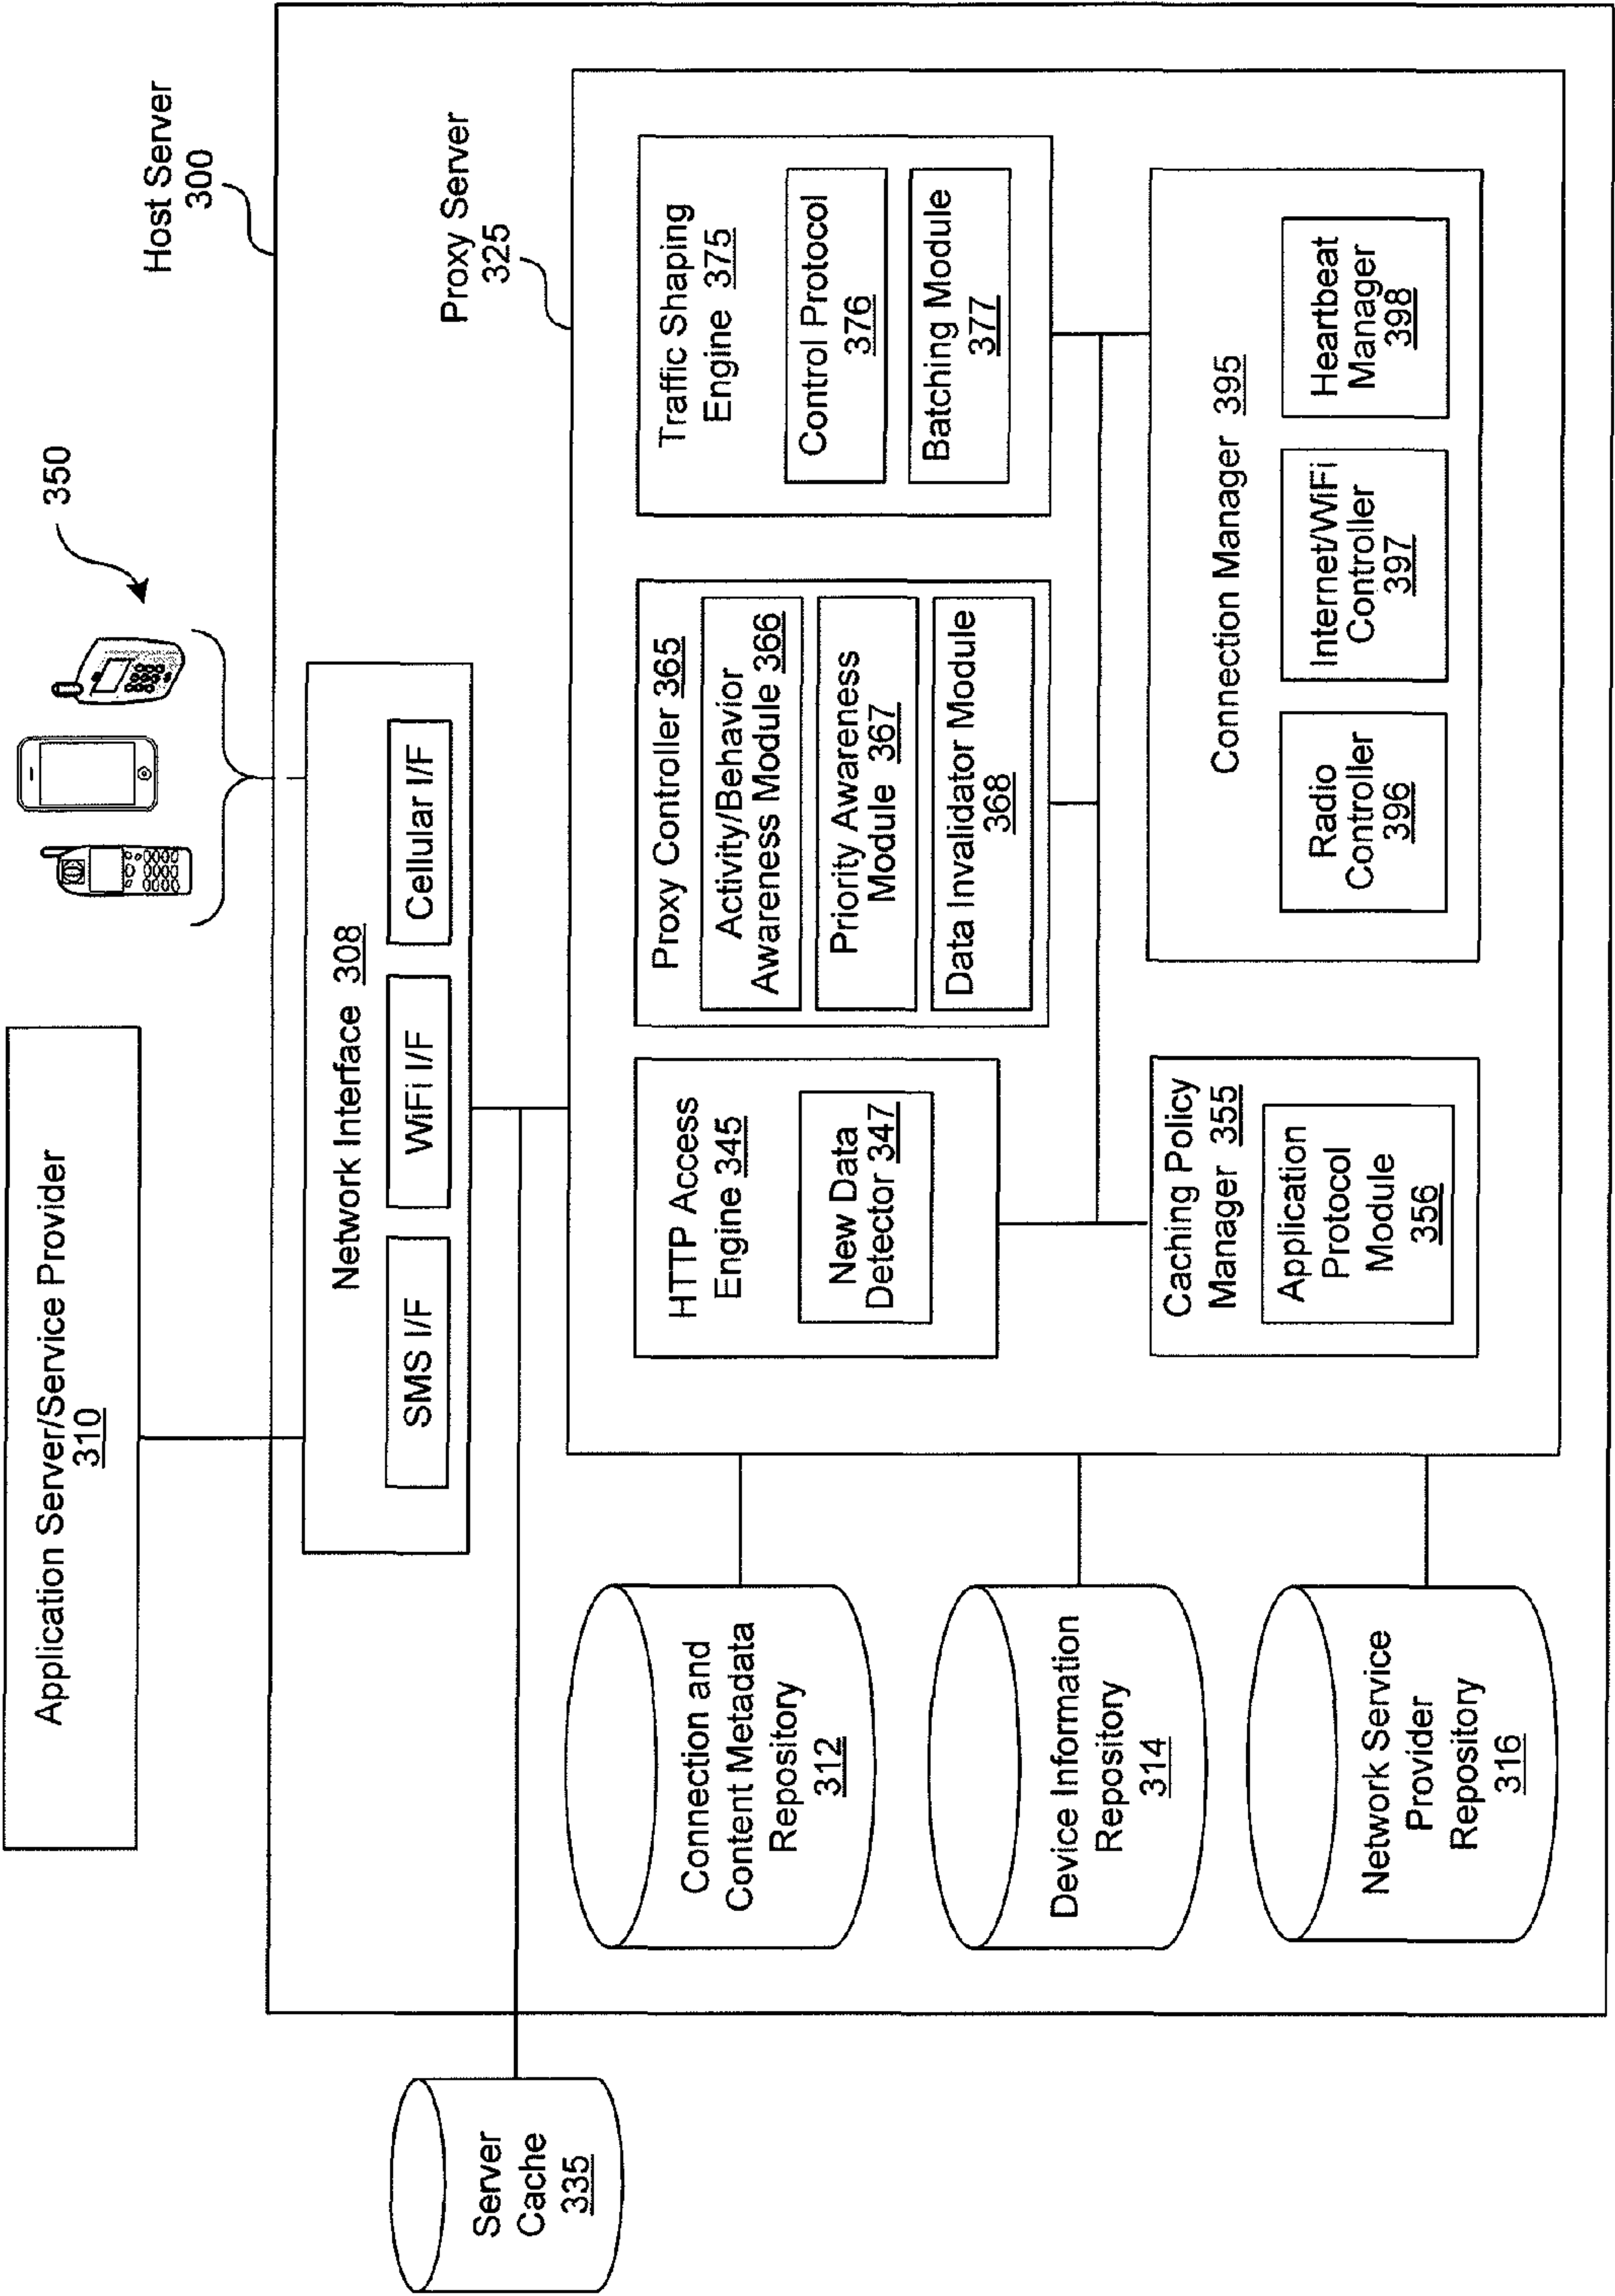 Application Server/Service Provider
310
350
Host Server
300
Network Interface 308
SMS I/F
WiFi I/F
Cellular I/F
Server
Cache
335
Proxy Server
325
Connection and
Content Metadata
Repository
312
Device Information
Repository
314
Network Service
Provider
Repository
316
HTTP Access
Engine 345
New Data
Detector 347
Proxy Controller 365
Activity/Behavior
Awareness Module 366
Priority Awareness
Module 367
Data Invalidator Module
368
Traffic Shaping
Engine 375
Control Protocol
376
Batching Module
377
Caching Policy
Manager 355
Application
Protocol
Module
356
Connection Manager 395
Radio
Controller
396
Internet/WiFi
Controller
397
Heartbeat
Manager
398